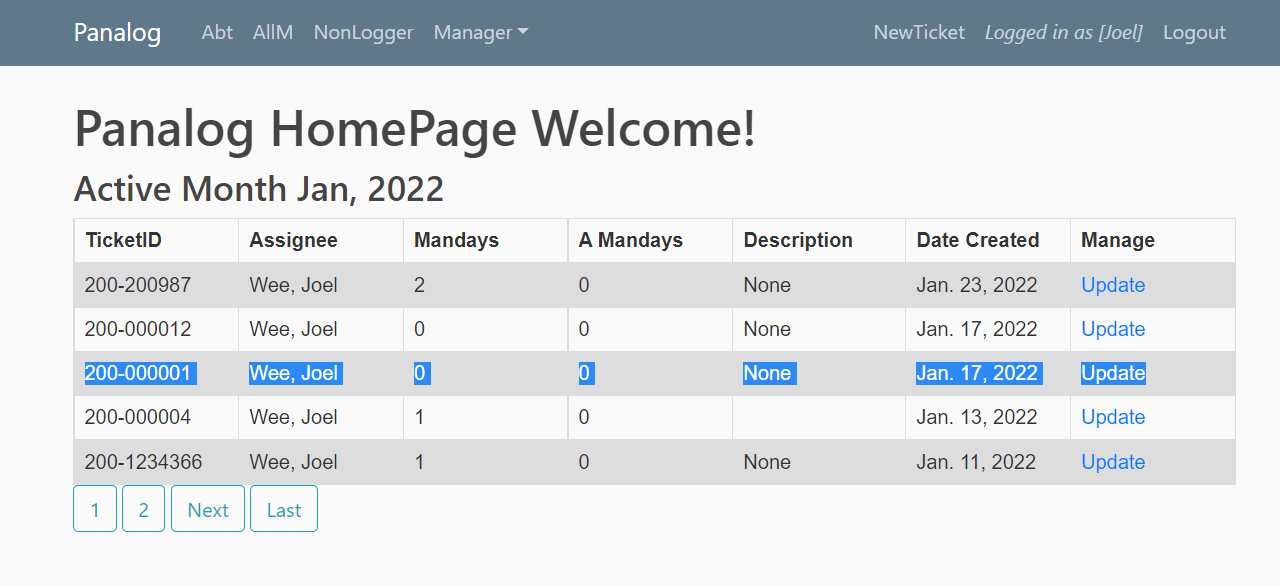 Panalog Abt AllM NonLogger Manager NewTicket Logged in as [Joel] Logout
Panalog HomePage Welcome!
Active Month Jan, 2022
TicketID Assignee Mandays A Mandays Description Date Created Manage
200-200987 Wee, Joel 2 0 None Jan. 23, 2022 Update
200-000012 Wee, Joel 0 0 None Jan. 17, 2022 Update
200-000001 Wee, Joel 0 0 None Jan. 17, 2022 Update
200-000004 Wee, Joel 1 0 Jan. 13, 2022 Update
200-1234366 Wee, Joel 1 0 None Jan. 11, 2022 Update
1 2 Next Last